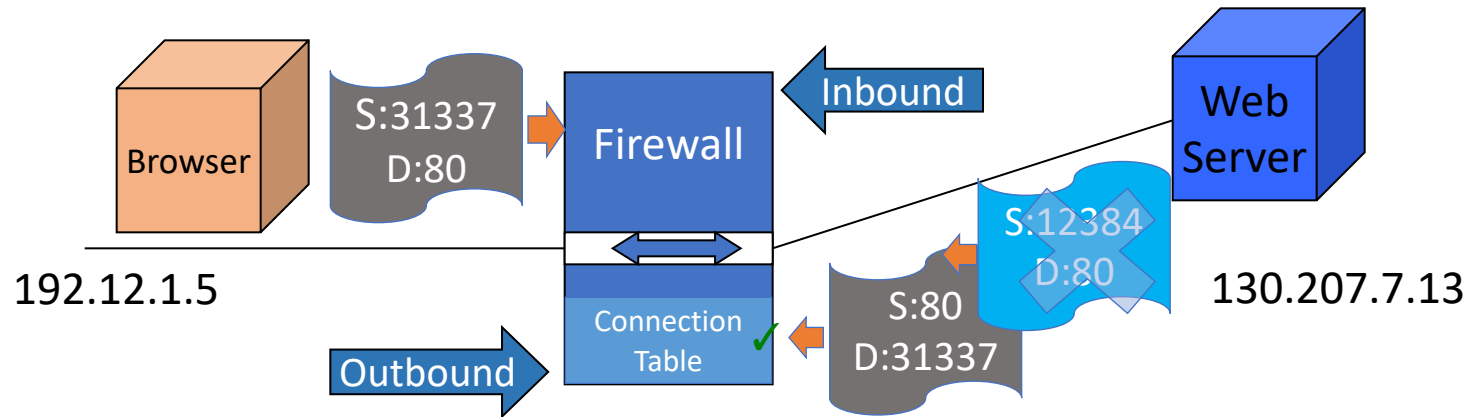 Browser
S:31337
D:80
Firewall
Inbound
Web
Server
S:12384
D:80
192.12.1.5
130.207.7.13
S:80
D:31337
Connection
Table
Outbound